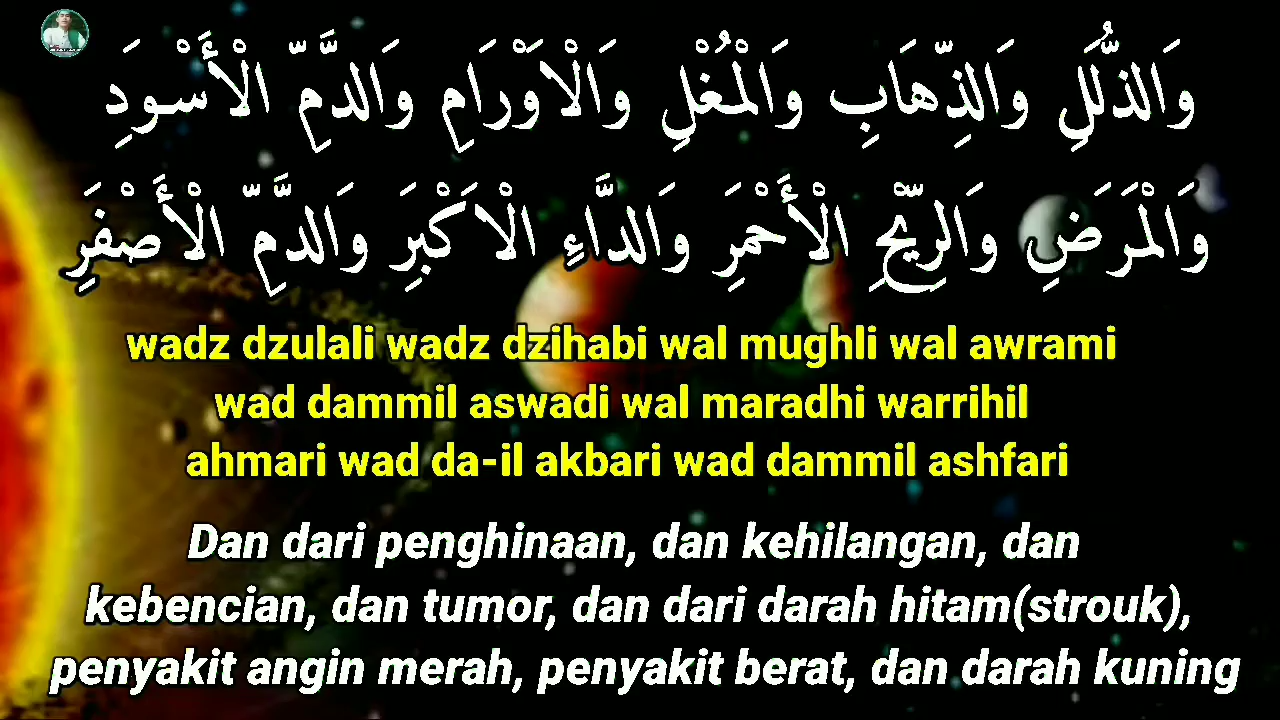 وَالذُّلَلِ وَالذِّهَابِ وَالْمُغْلِ وَالْاَوْرَامِ وَالدَّمِّ الْأَسْوَدِ
وَالْمَرَضِ وَالرِّيْحِ الْأَحْمَرِ وَالدَّاءِ الْاَكْبَرِ وَالدَّمِّ الْأَصْفَرِ
wadz dzulali wadz dzihabi wal mughli wal awrami
wad dammil aswadi wal maradhi warrihil
ahmari wad da-il akbari wad dammil ashfari
Dan dari penghinaan, dan kehilangan, dan
kebencian, dan tumor, dan dari darah hitam(strouk),
penyakit angin merah, penyakit berat, dan darah kuning